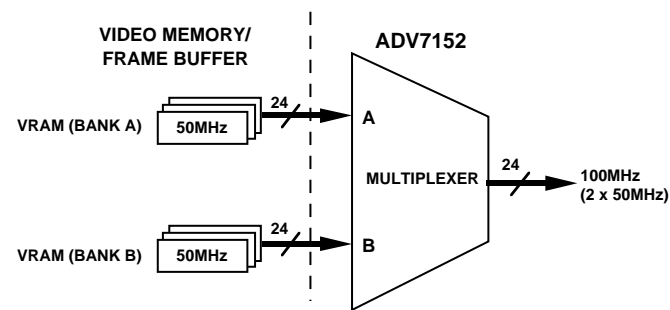 VIDEO MEMORY/
FRAME BUFFER
ADV7152
VRAM (BANK A)
50MHz
24
A
MULTIPLEXER
24
100MHz
(2 x 50MHz)
VRAM (BANK B)
50MHz
24
B